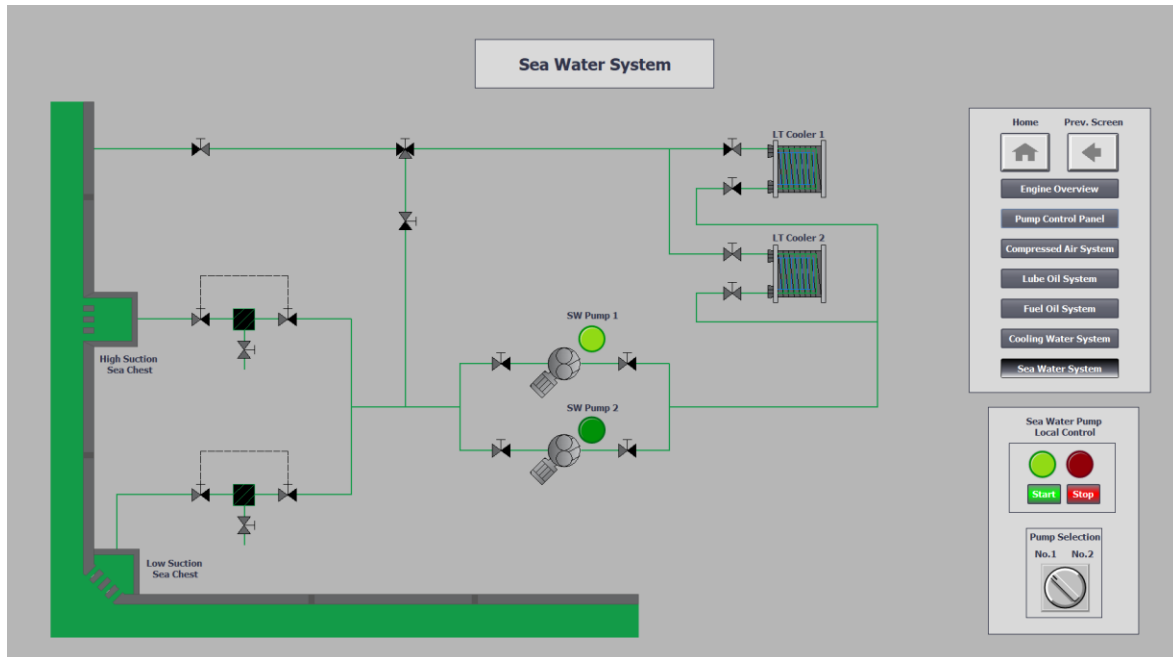 Sea Water System
Home Prev. Screen
Engine Overview
Pump Control Panel
Compressed Air System
Lube Oil System
Fuel Oil System
Cooling Water System
Sea Water System
LT Cooler 1
LT Cooler 2
SW Pump 1
SW Pump 2
High Suction
Sea Chest
Low Suction
Sea Chest
Sea Water Pump
Local Control
Start Stop
Pump Selection
No.1 No.2